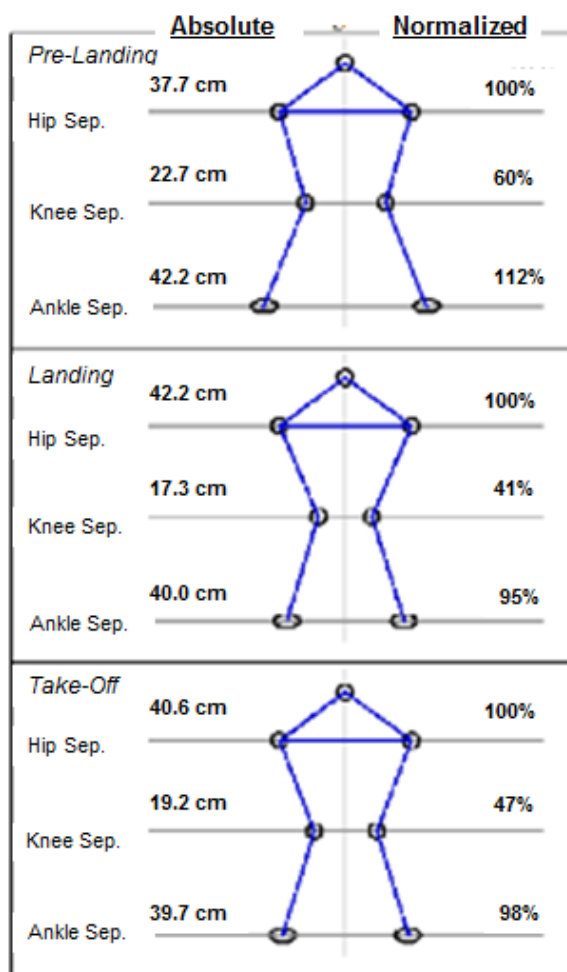 Absolute Normalized
Pre-Landing
37.7 cm 100%
Hip Sep.
22.7 cm 60%
Knee Sep.
42.2 cm 112%
Ankle Sep.
Landing
42.2 cm 100%
Hip Sep.
17.3 cm 41%
Knee Sep.
40.0 cm 95%
Ankle Sep.
Take-Off
40.6 cm 100%
Hip Sep.
19.2 cm 47%
Knee Sep.
39.7 cm 98%
Ankle Sep.